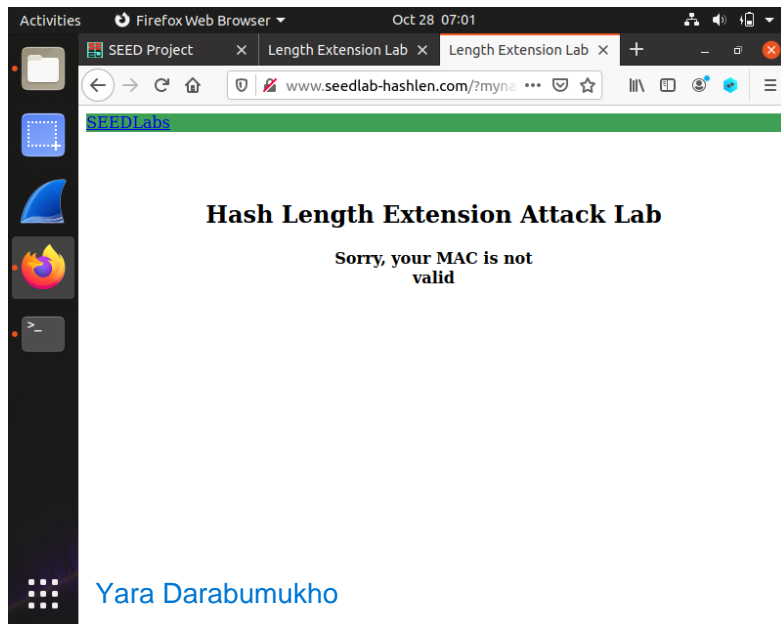 Activities Firefox Web Browser Oct 28 07:01
SEED Project Length Extension Lab Length Extension Lab
www.seedlab-hashlen.com/?myna
SEEDLabs
Hash Length Extension Attack Lab
Sorry, your MAC is not
valid
Yara Darabumukho